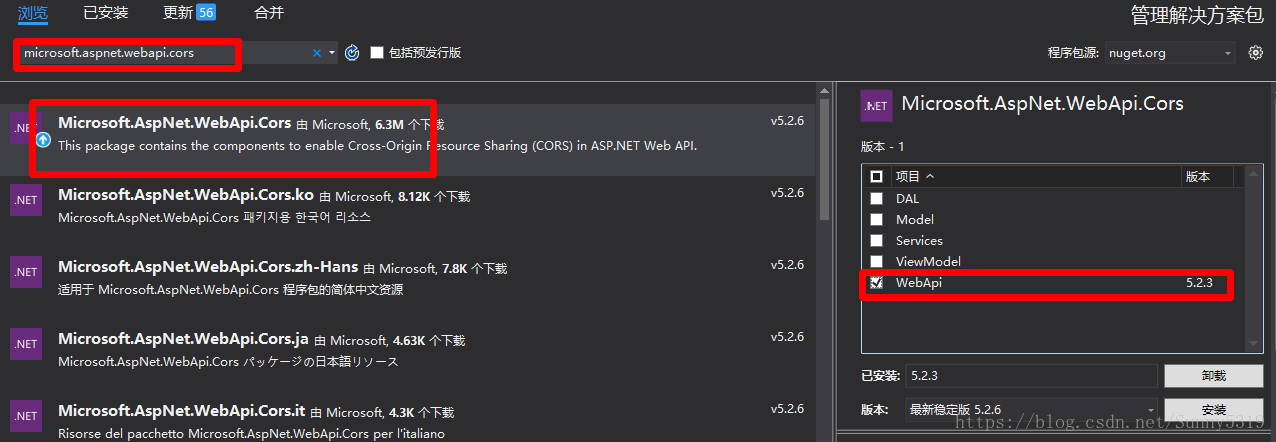 浏览 已安装 更新 56 合并
管理解决方案包
microsoft.aspnet.webapi.cors
包括预发行版
程序包源: nuget.org
.NET
Microsoft.AspNet.WebApi.Cors 由 Microsoft, 6.3M 个下载 v5.2.6
This package contains the components to enable Cross-Origin Resource Sharing (CORS) in ASP.NET Web API.
.NET
Microsoft.AspNet.WebApi.Cors.ko 由 Microsoft, 8.12K 个下载 v5.2.6
Microsoft.AspNet.WebApi.Cors 패키지용 한국어 리소스
.NET
Microsoft.AspNet.WebApi.Cors.zh-Hans 由 Microsoft, 7.8K 个下载 v5.2.6
适用于 Microsoft.AspNet.WebApi.Cors 程序包的简体中文资源
.NET
Microsoft.AspNet.WebApi.Cors.ja 由 Microsoft, 4.63K 个下载 v5.2.6
Microsoft.AspNet.WebApi.Cors パッケージの日本語リソース
.NET
Microsoft.AspNet.WebApi.Cors.it 由 Microsoft, 4.3K 个下载 v5.2.6
Risorse del pacchetto Microsoft.AspNet.WebApi.Cors per l'italiano
.NET
Microsoft.AspNet.WebApi.Cors
版本 - 1
项目 版本
DAL
Model
Services
ViewModel
WebApi 5.2.3
已安装: 5.2.3 卸载
版本: 最新稳定版 5.2.6 安装
https://blog.csdn.net/Sunny5319